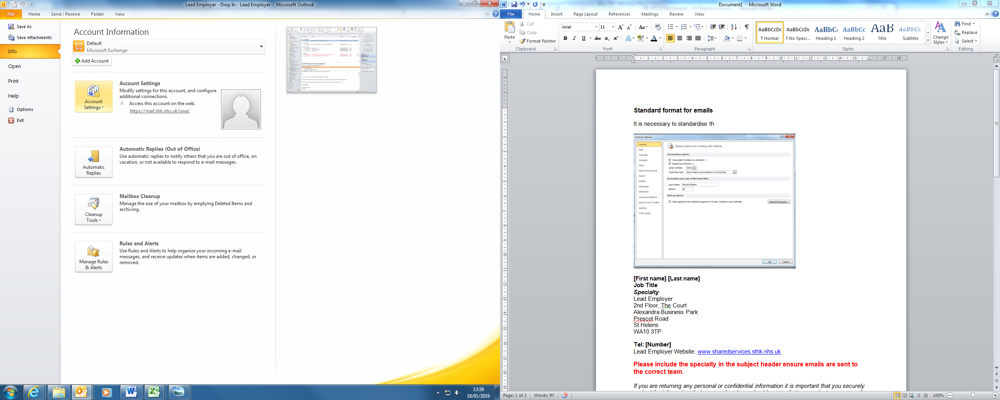 Lead Employer - Drop In - Lead Employer - Microsoft Outlook
File Home Send / Receive Folder View
Save As
Save Attachments
Info
Open
Print
Help
Options
Exit
Account Information
Default
Microsoft Exchange
Add Account
Account Settings
Account Settings
Modify settings for this account, and configure
additional connections.
Access this account on the web.
https://mail.shk.nhs.uk/owa/
Automatic Replies
Automatic Replies (Out of Office)
Use automatic replies to notify others that you are out of office, on
vacation, or not available to respond to e-mail messages.
Cleanup Tools
Mailbox Cleanup
Manage the size of your mailbox by emptying Deleted Items and
archiving.
Manage Rules & Alerts
Rules and Alerts
Use Rules and Alerts to help organize your incoming e-mail
messages, and receive updates when items are added, changed, or
removed.
13:59
18/01/2019
Document1 - Microsoft Word
File Home Insert Page Layout References Mailings Review View
Paste
Cut
Copy
Format Painter
Clipboard
Arial 11
Font
Paragraph
AaBbCcDc AaBbCcDc AaBbC AaBbCc AaB AaBbCc.
¶ Normal ¶ No Spaci... Heading 1 Heading 2 Title Subtitle
Change Styles
Styles
Find
Replace
Select
Editing
Standard format for emails
It is necessary to standardise th
Outlook Options
General
Mail
Calendar
Contacts
Tasks
Notes and Journal
Search
Mobile
Language
Advanced
Customize Ribbon
Quick Access Toolbar
Add-Ins
Trust Center
General options for working with Outlook.
User Interface options
Show Mini Toolbar on selection
Enable Live Preview
Color scheme: Silver
ScreenTip style: Show feature descriptions in ScreenTips
Personalize your copy of Microsoft Office
User name: Sharon Balmer
Initials: SB
Start up options
Make Outlook the default program for E-mail, Contacts, and Calendar
Default Programs...
OK Cancel
[First name] [Last name]
Job Title
Specialty
Lead Employer
2nd Floor, The Court
Alexandra Business Park
Prescot Road
St Helens
WA10 3TP
Tel: [Number]
Lead Employer Website: www.sharedservices.sthk.nhs.uk
Please include the specialty in the subject header ensure emails are sent to
the correct team.
If you are returning any personal or confidential information it is important that you securely
Page: 1 of 2 Words: 97
100%